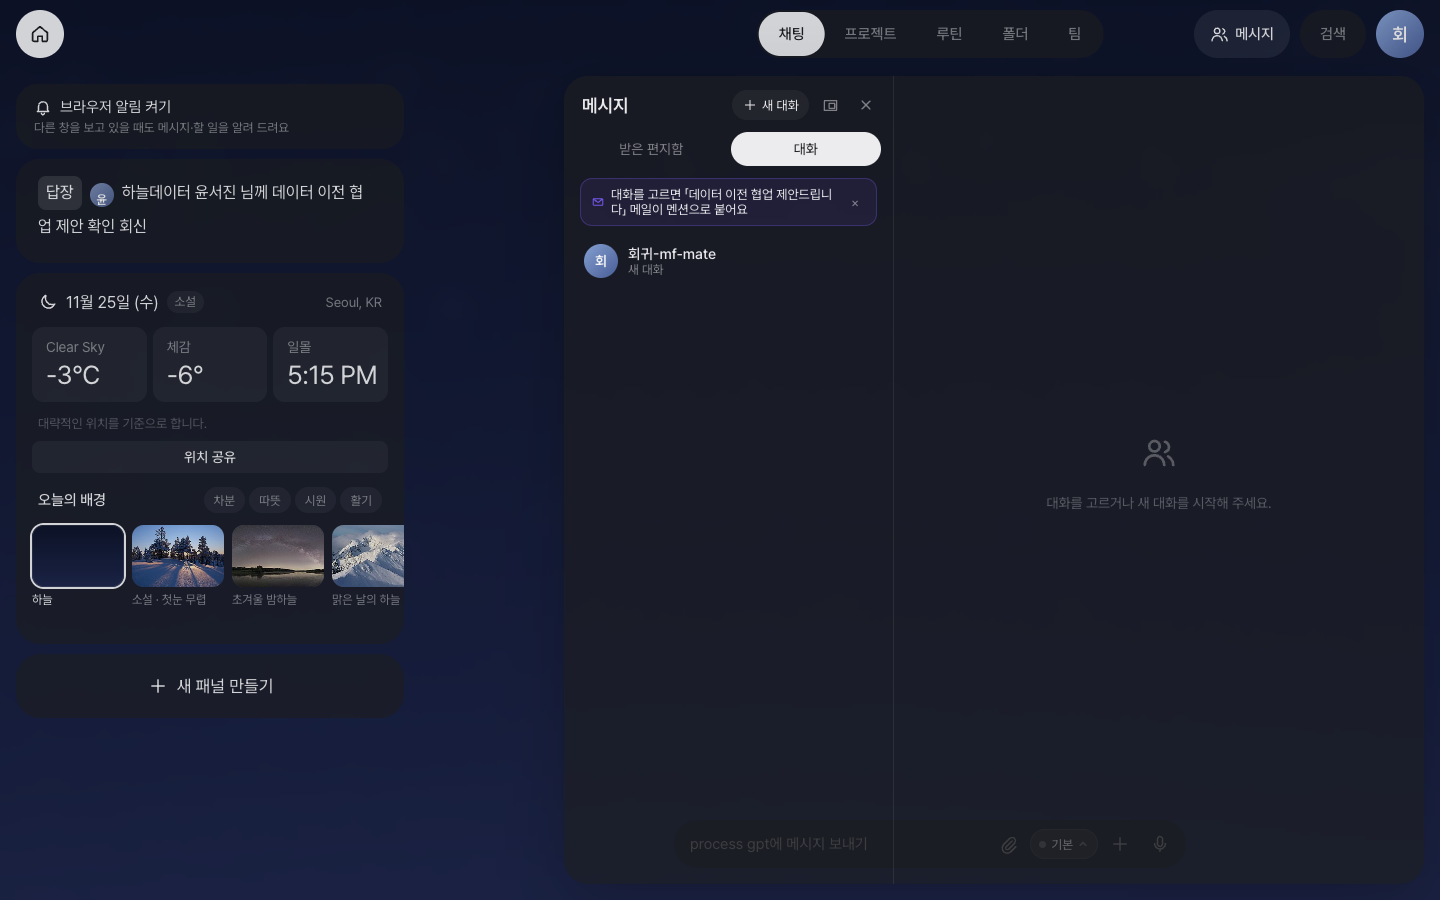 채팅
프로젝트
루틴
폴더
팀
메시지
검색
회
브라우저 알림 켜기
다른 창을 보고 있을 때도 메시지·할 일을 알려 드려요
답장 윤 하늘데이터 윤서진 님께 데이터 이전 협
업 제안 확인 회신
11월 25일 (수) 소설 Seoul, KR
Clear Sky
-3°C
체감
-6°
일몰
5:15 PM
대략적인 위치를 기준으로 합니다.
위치 공유
오늘의 배경
차분
따뜻
시원
활기
하늘
소설 · 첫눈 무렵
초겨울 밤하늘
맑은 날의 하늘
새 패널 만들기
메시지
새 대화
받은 편지함
대화
대화를 고르면 「데이터 이전 협업 제안드립니
다」 메일이 멘션으로 붙어요
회
회귀-mf-mate
새 대화
대화를 고르거나 새 대화를 시작해 주세요.
process gpt에 메시지 보내기
기본